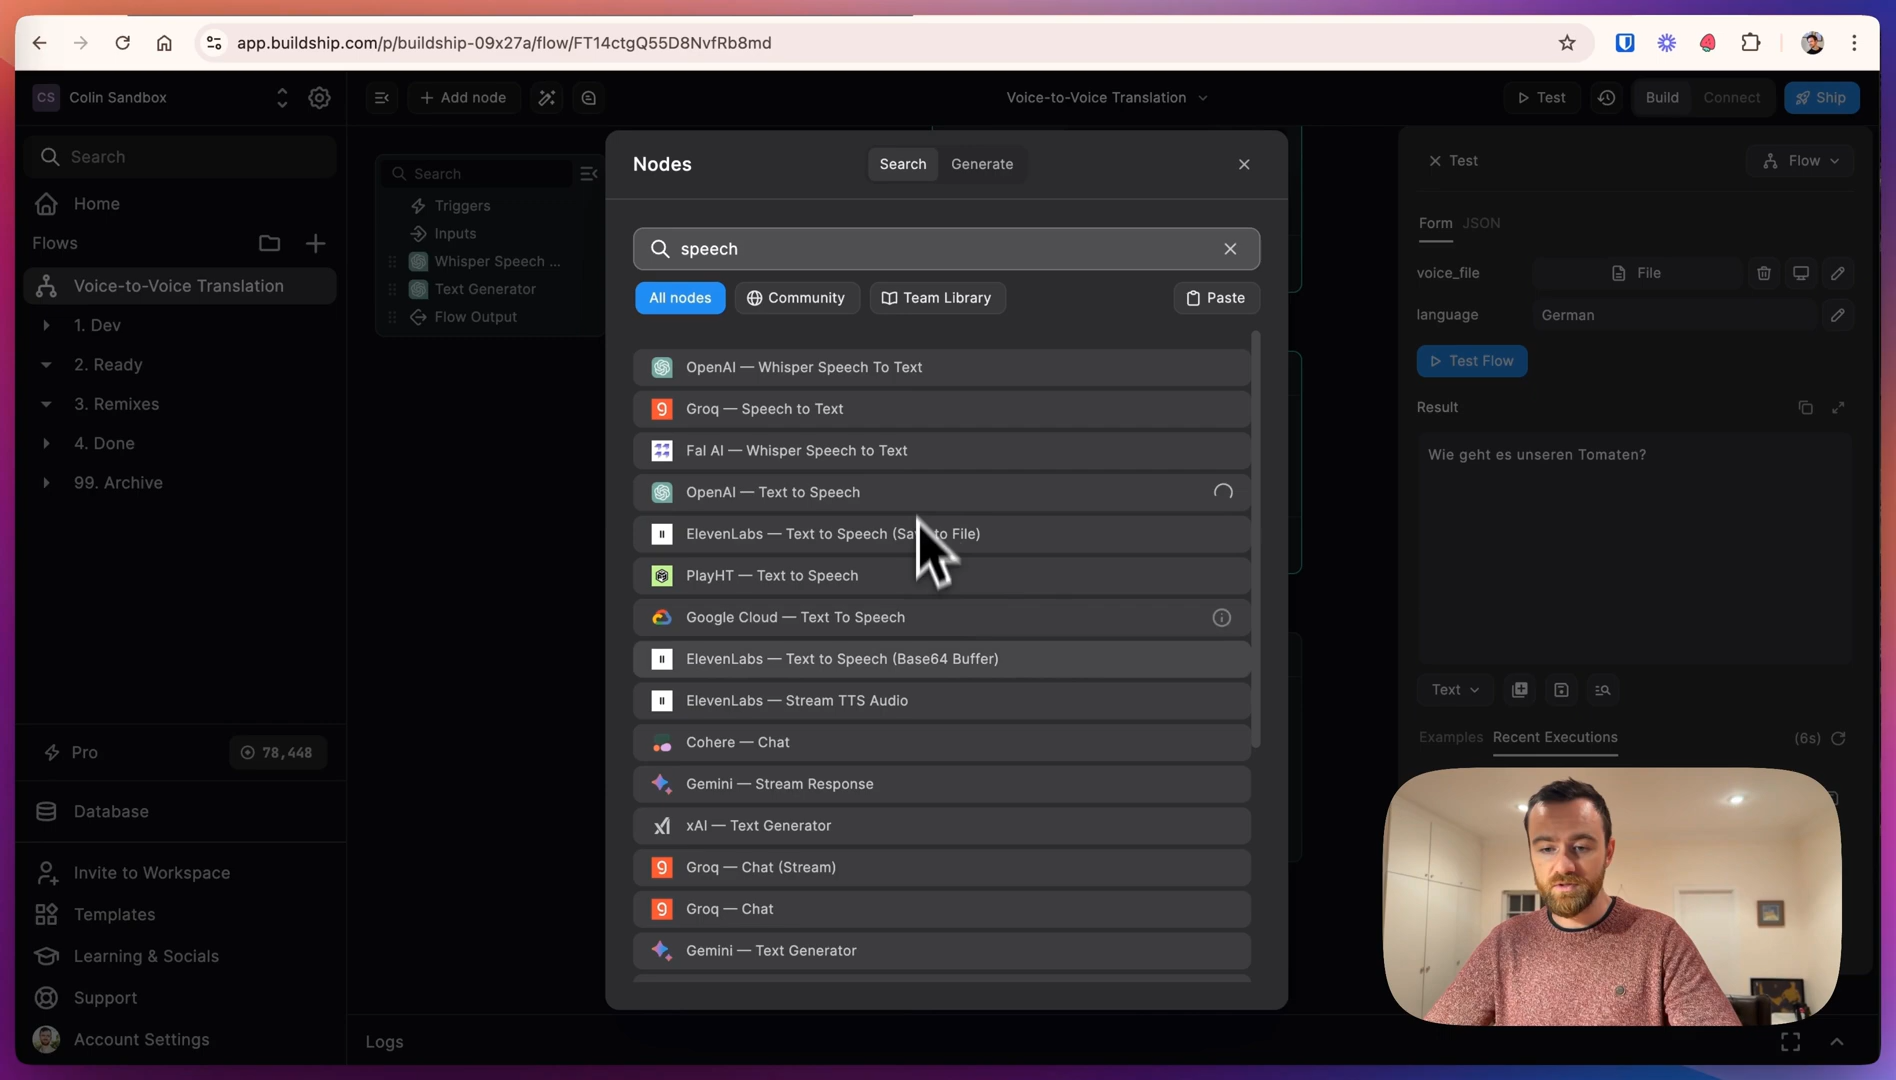 app.buildship.com/p/buildship-09x27a/flow/FT14ctgQ55D8NvfRb8md
CS Colin Sandbox
Add node
Voice-to-Voice Translation
Test
Build
Connect
Ship
Search
Home
Flows
Voice-to-Voice Translation
1. Dev
2. Ready
3. Remixes
4. Done
99. Archive
Pro
78,448
Database
Invite to Workspace
Templates
Learning & Socials
Support
Account Settings
Search
Triggers
Inputs
Whisper Speech ...
Text Generator
Flow Output
Nodes
Search
Generate
speech
All nodes
Community
Team Library
Paste
OpenAI — Whisper Speech To Text
Groq — Speech to Text
Fal AI — Whisper Speech to Text
OpenAI — Text to Speech
ElevenLabs — Text to Speech (Sa to File)
PlayHT — Text to Speech
Google Cloud — Text To Speech
ElevenLabs — Text to Speech (Base64 Buffer)
ElevenLabs — Stream TTS Audio
Cohere — Chat
Gemini — Stream Response
xAI — Text Generator
Groq — Chat (Stream)
Groq — Chat
Gemini — Text Generator
Test
Flow
Form
JSON
voice_file
File
language
German
Test Flow
Result
Wie geht es unseren Tomaten?
Text
Examples
Recent Executions
(6s)
Logs